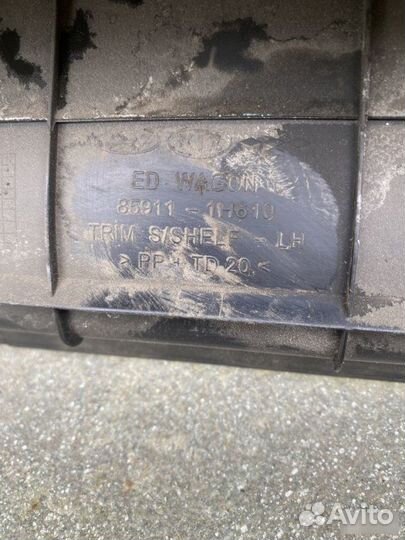 ED WAGON
85911 - 1H610
TRIM S/SHELF - LH
> PP + TD 20 <
Avito